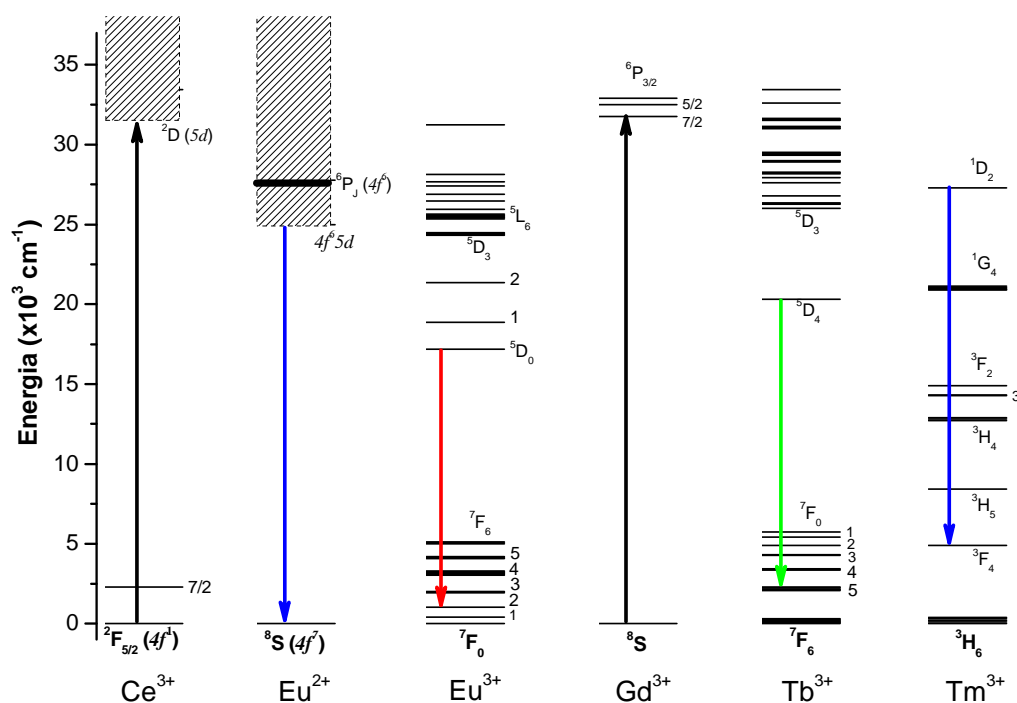 Energia (x10³ cm⁻¹)
35
30
25
20
15
10
5
0
²D (5d)
7/2
²F₅/₂ (4f¹)
Ce³⁺
⁶P_J (4f⁶)
4f⁶5d
⁸S (4f⁷)
Eu²⁺
⁵L₆
⁵D₃
2
1
⁵D₀
⁷F₆
5
4
3
2
1
⁷F₀
Eu³⁺
⁶P₃/₂
5/2
7/2
⁸S
Gd³⁺
⁵D₃
⁵D₄
⁷F₀
1
2
3
4
5
⁷F₆
Tb³⁺
¹D₂
¹G₄
³F₂
3
³H₄
³H₅
³F₄
³H₆
Tm³⁺